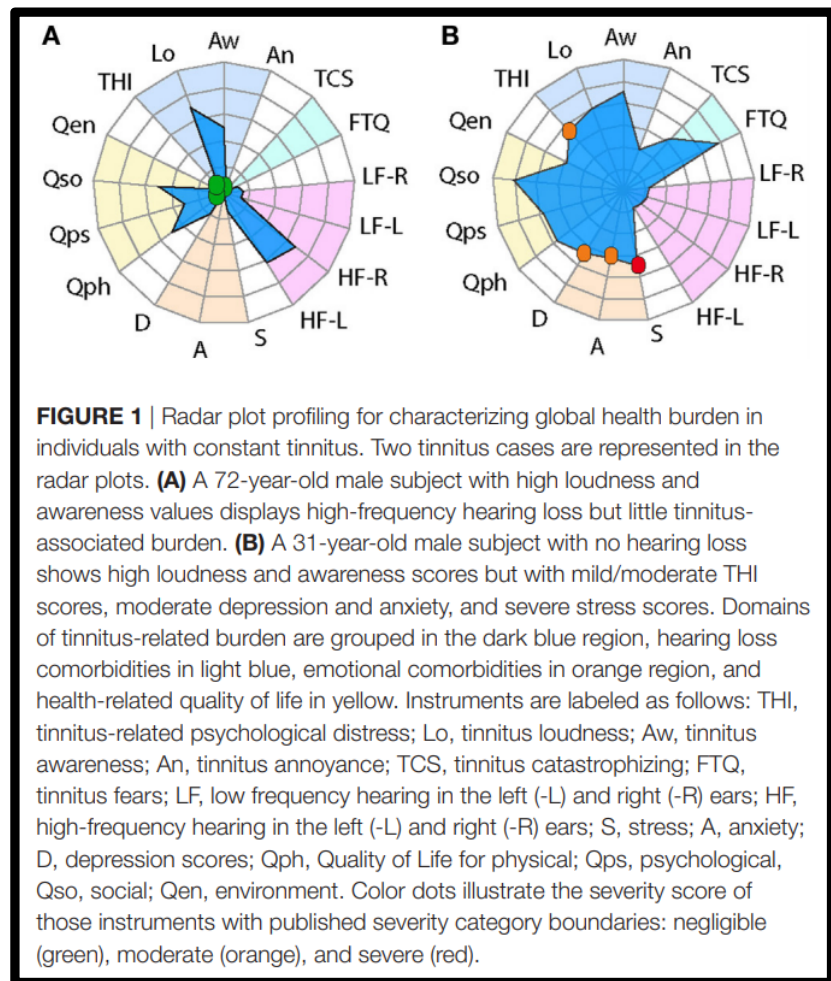 A
Aw
Lo
An
THI
TCS
Qen
FTQ
Qso
LF-R
Qps
LF-L
Qph
HF-R
D
HF-L
A
S
B
Aw
Lo
An
THI
TCS
Qen
FTQ
Qso
LF-R
Qps
LF-L
Qph
HF-R
D
HF-L
A
S
FIGURE 1 | Radar plot profiling for characterizing global health burden in
individuals with constant tinnitus. Two tinnitus cases are represented in the
radar plots. (A) A 72-year-old male subject with high loudness and
awareness values displays high-frequency hearing loss but little tinnitus-
associated burden. (B) A 31-year-old male subject with no hearing loss
shows high loudness and awareness scores but with mild/moderate THI
scores, moderate depression and anxiety, and severe stress scores. Domains
of tinnitus-related burden are grouped in the dark blue region, hearing loss
comorbidities in light blue, emotional comorbidities in orange region, and
health-related quality of life in yellow. Instruments are labeled as follows: THI,
tinnitus-related psychological distress; Lo, tinnitus loudness; Aw, tinnitus
awareness; An, tinnitus annoyance; TCS, tinnitus catastrophizing; FTQ,
tinnitus fears; LF, low frequency hearing in the left (-L) and right (-R) ears; HF,
high-frequency hearing in the left (-L) and right (-R) ears; S, stress; A, anxiety;
D, depression scores; Qph, Quality of Life for physical; Qps, psychological,
Qso, social; Qen, environment. Color dots illustrate the severity score of
those instruments with published severity category boundaries: negligible
(green), moderate (orange), and severe (red).